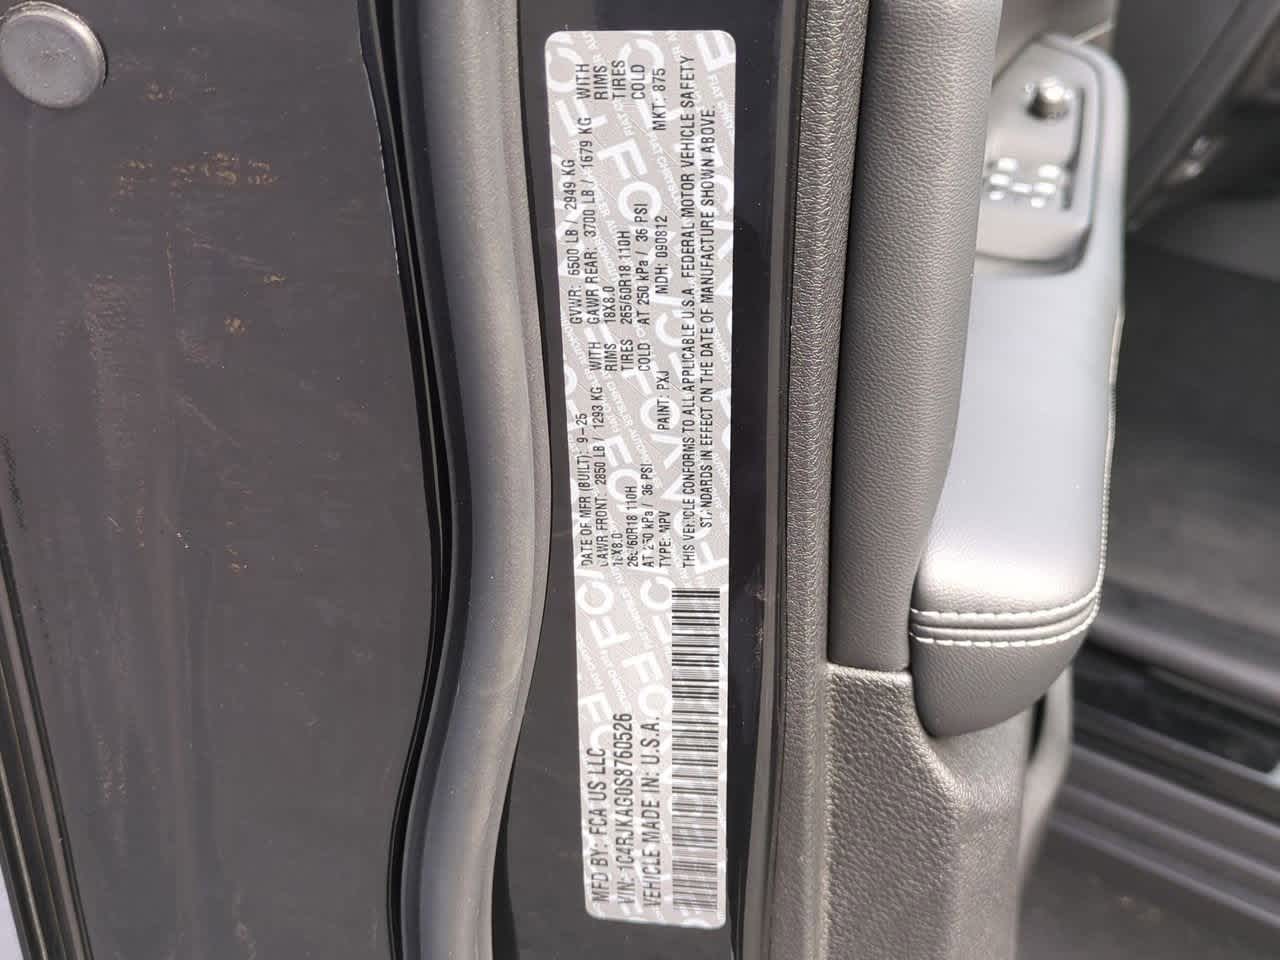 MFD BY: FCA US LLC
VIN: 1C4RJKAG0S8760526
VEHICLE MADE IN: U.S.A.
DATE OF MFR (BUILT): 9-25 GVWR: 6500 LB / 2949 KG
GAWR FRONT: 2850 LB / 1293 KG WITH GAWR REAR: 3700 LB / 1679 KG WITH
18X8.0 RIMS 18X8.0 RIMS
265/60R18 110H TIRES 265/60R18 110H TIRES
AT 250 kPa / 36 PSI COLD AT 250 kPa / 36 PSI COLD
TYPE: MPV PAINT: PXJ MDH: 090812 MKT: 875
THIS VEHICLE CONFORMS TO ALL APPLICABLE U.S.A. FEDERAL MOTOR VEHICLE SAFETY
STANDARDS IN EFFECT ON THE DATE OF MANUFACTURE SHOWN ABOVE.